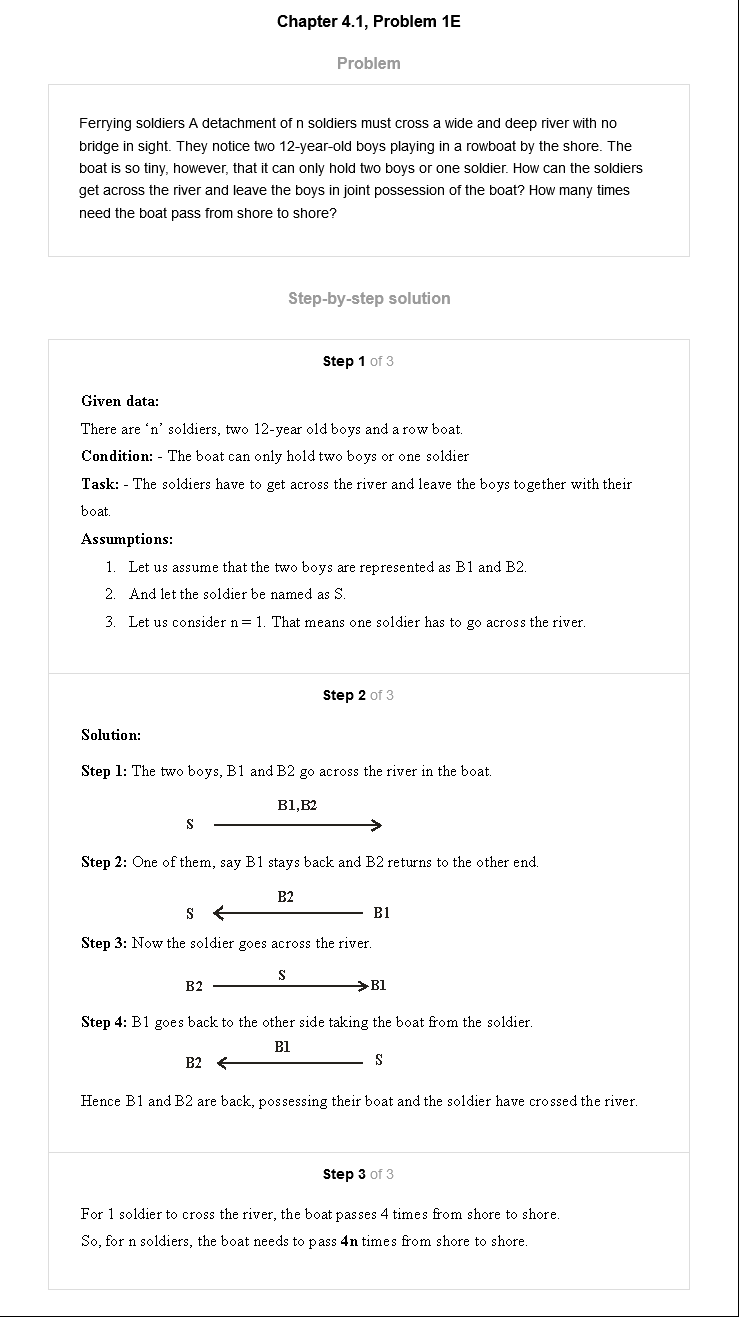 Chapter 4.1, Problem 1E
Problem
Ferrying soldiers A detachment of n soldiers must cross a wide and deep river with no
bridge in sight. They notice two 12-year-old boys playing in a rowboat by the shore. The
boat is so tiny, however, that it can only hold two boys or one soldier. How can the soldiers
get across the river and leave the boys in joint possession of the boat? How many times
need the boat pass from shore to shore?
Step-by-step solution
Step 1 of 3
Given data:
There are ‘n’ soldiers, two 12-year old boys and a row boat.
Condition: - The boat can only hold two boys or one soldier
Task: - The soldiers have to get across the river and leave the boys together with their
boat.
Assumptions:
1. Let us assume that the two boys are represented as B1 and B2.
2. And let the soldier be named as S.
3. Let us consider n = 1. That means one soldier has to go across the river.
Step 2 of 3
Solution:
Step 1: The two boys, B1 and B2 go across the river in the boat.
B1,B2
S
Step 2: One of them, say B1 stays back and B2 returns to the other end.
B2
S B1
Step 3: Now the soldier goes across the river.
S
B2 B1
Step 4: B1 goes back to the other side taking the boat from the soldier.
B1
B2 S
Hence B1 and B2 are back, possessing their boat and the soldier have crossed the river.
Step 3 of 3
For 1 soldier to cross the river, the boat passes 4 times from shore to shore.
So, for n soldiers, the boat needs to pass 4n times from shore to shore.